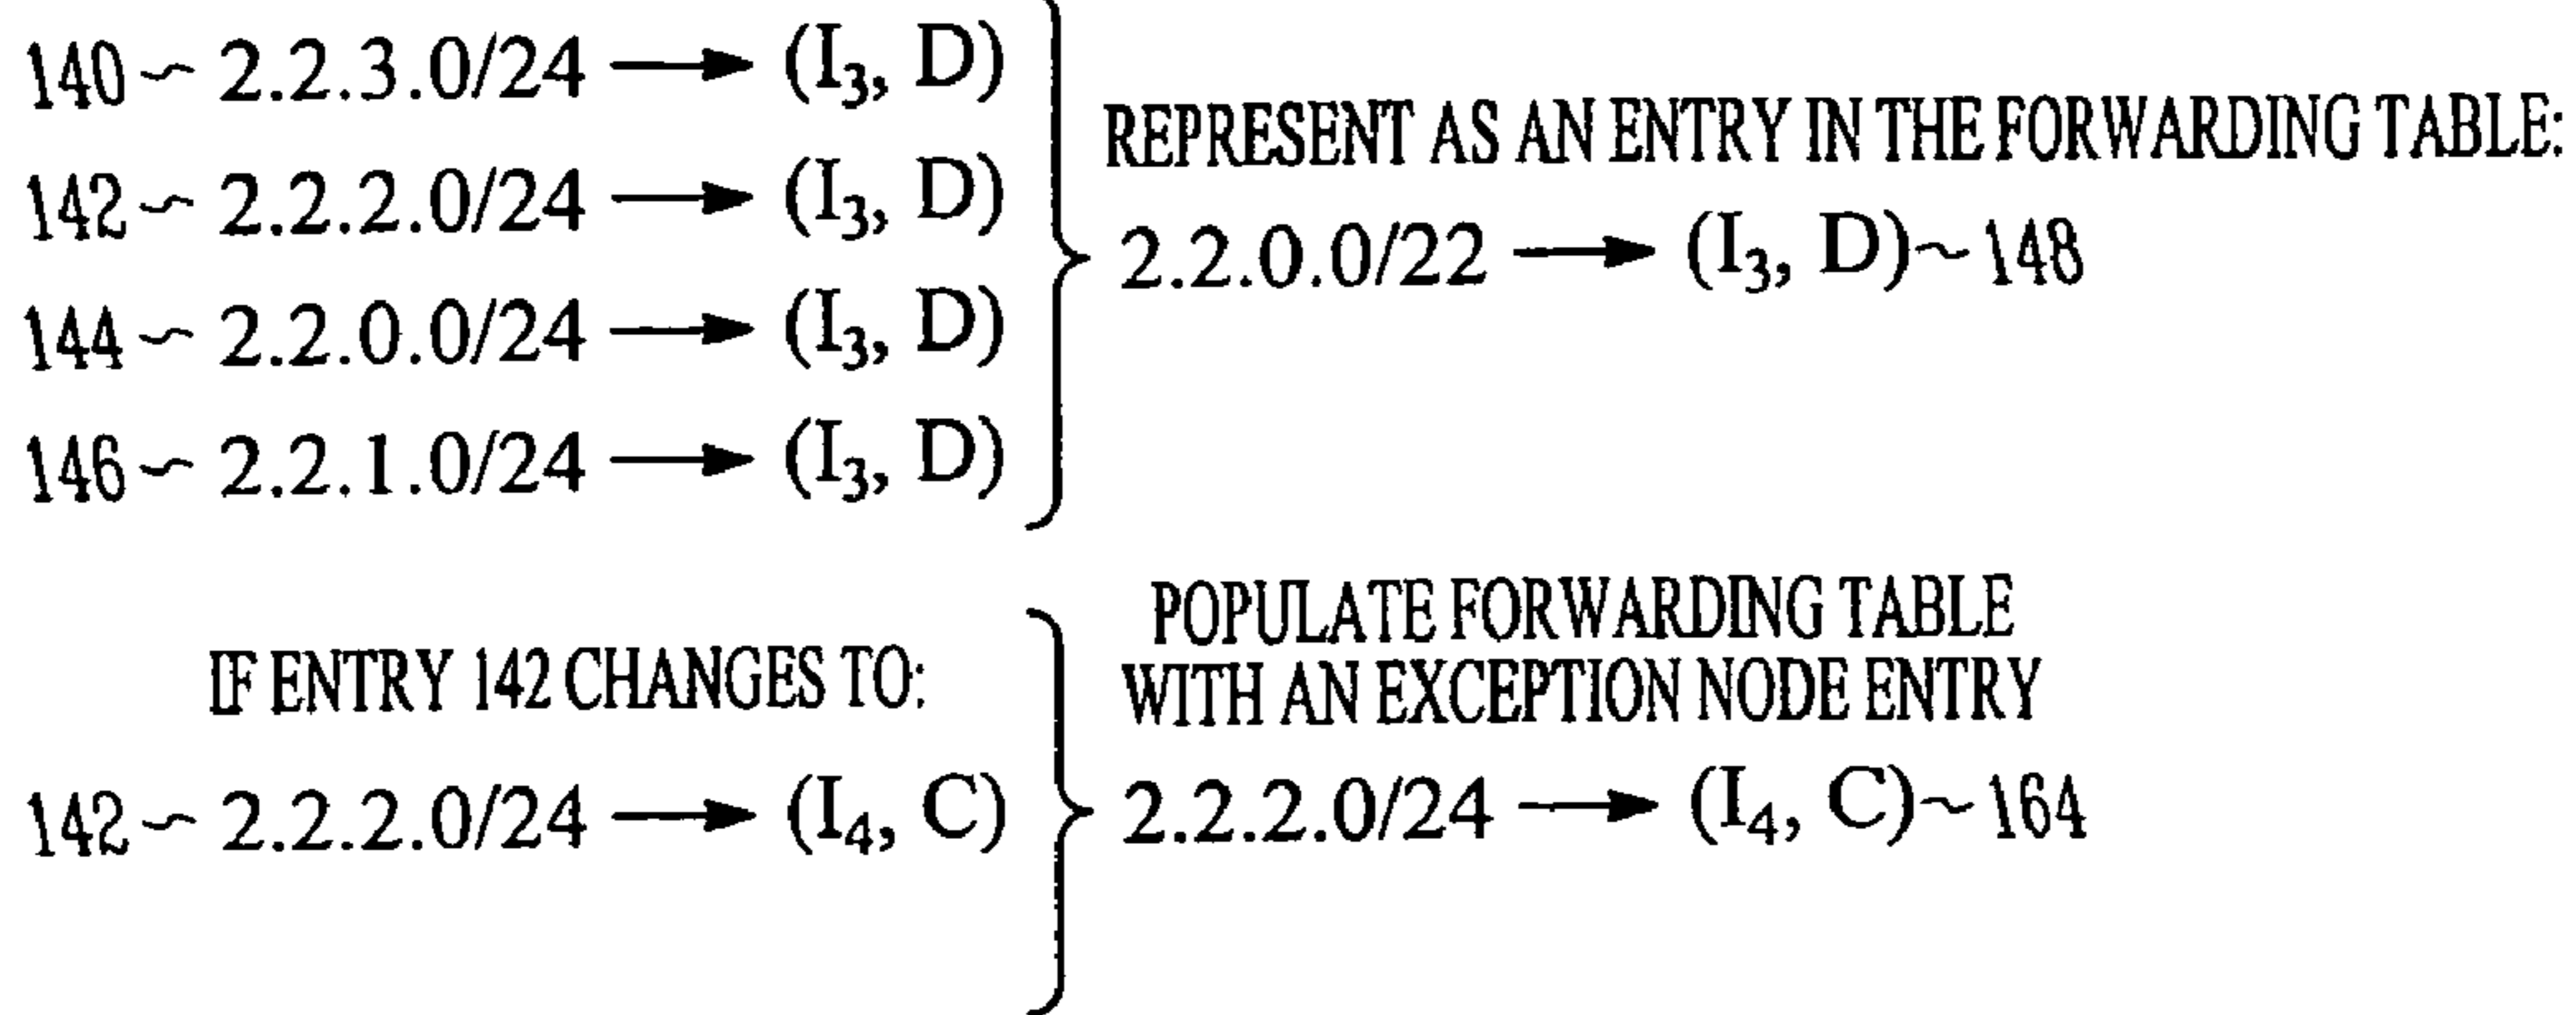 140 ~ 2.2.3.0/24 → (I₃, D)
142 ~ 2.2.2.0/24 → (I₃, D)
144 ~ 2.2.0.0/24 → (I₃, D)
146 ~ 2.2.1.0/24 → (I₃, D)
REPRESENT AS AN ENTRY IN THE FORWARDING TABLE:
2.2.0.0/22 → (I₃, D) ~ 148
IF ENTRY 142 CHANGES TO:
142 ~ 2.2.2.0/24 → (I₄, C)
POPULATE FORWARDING TABLE
WITH AN EXCEPTION NODE ENTRY
2.2.2.0/24 → (I₄, C) ~ 164